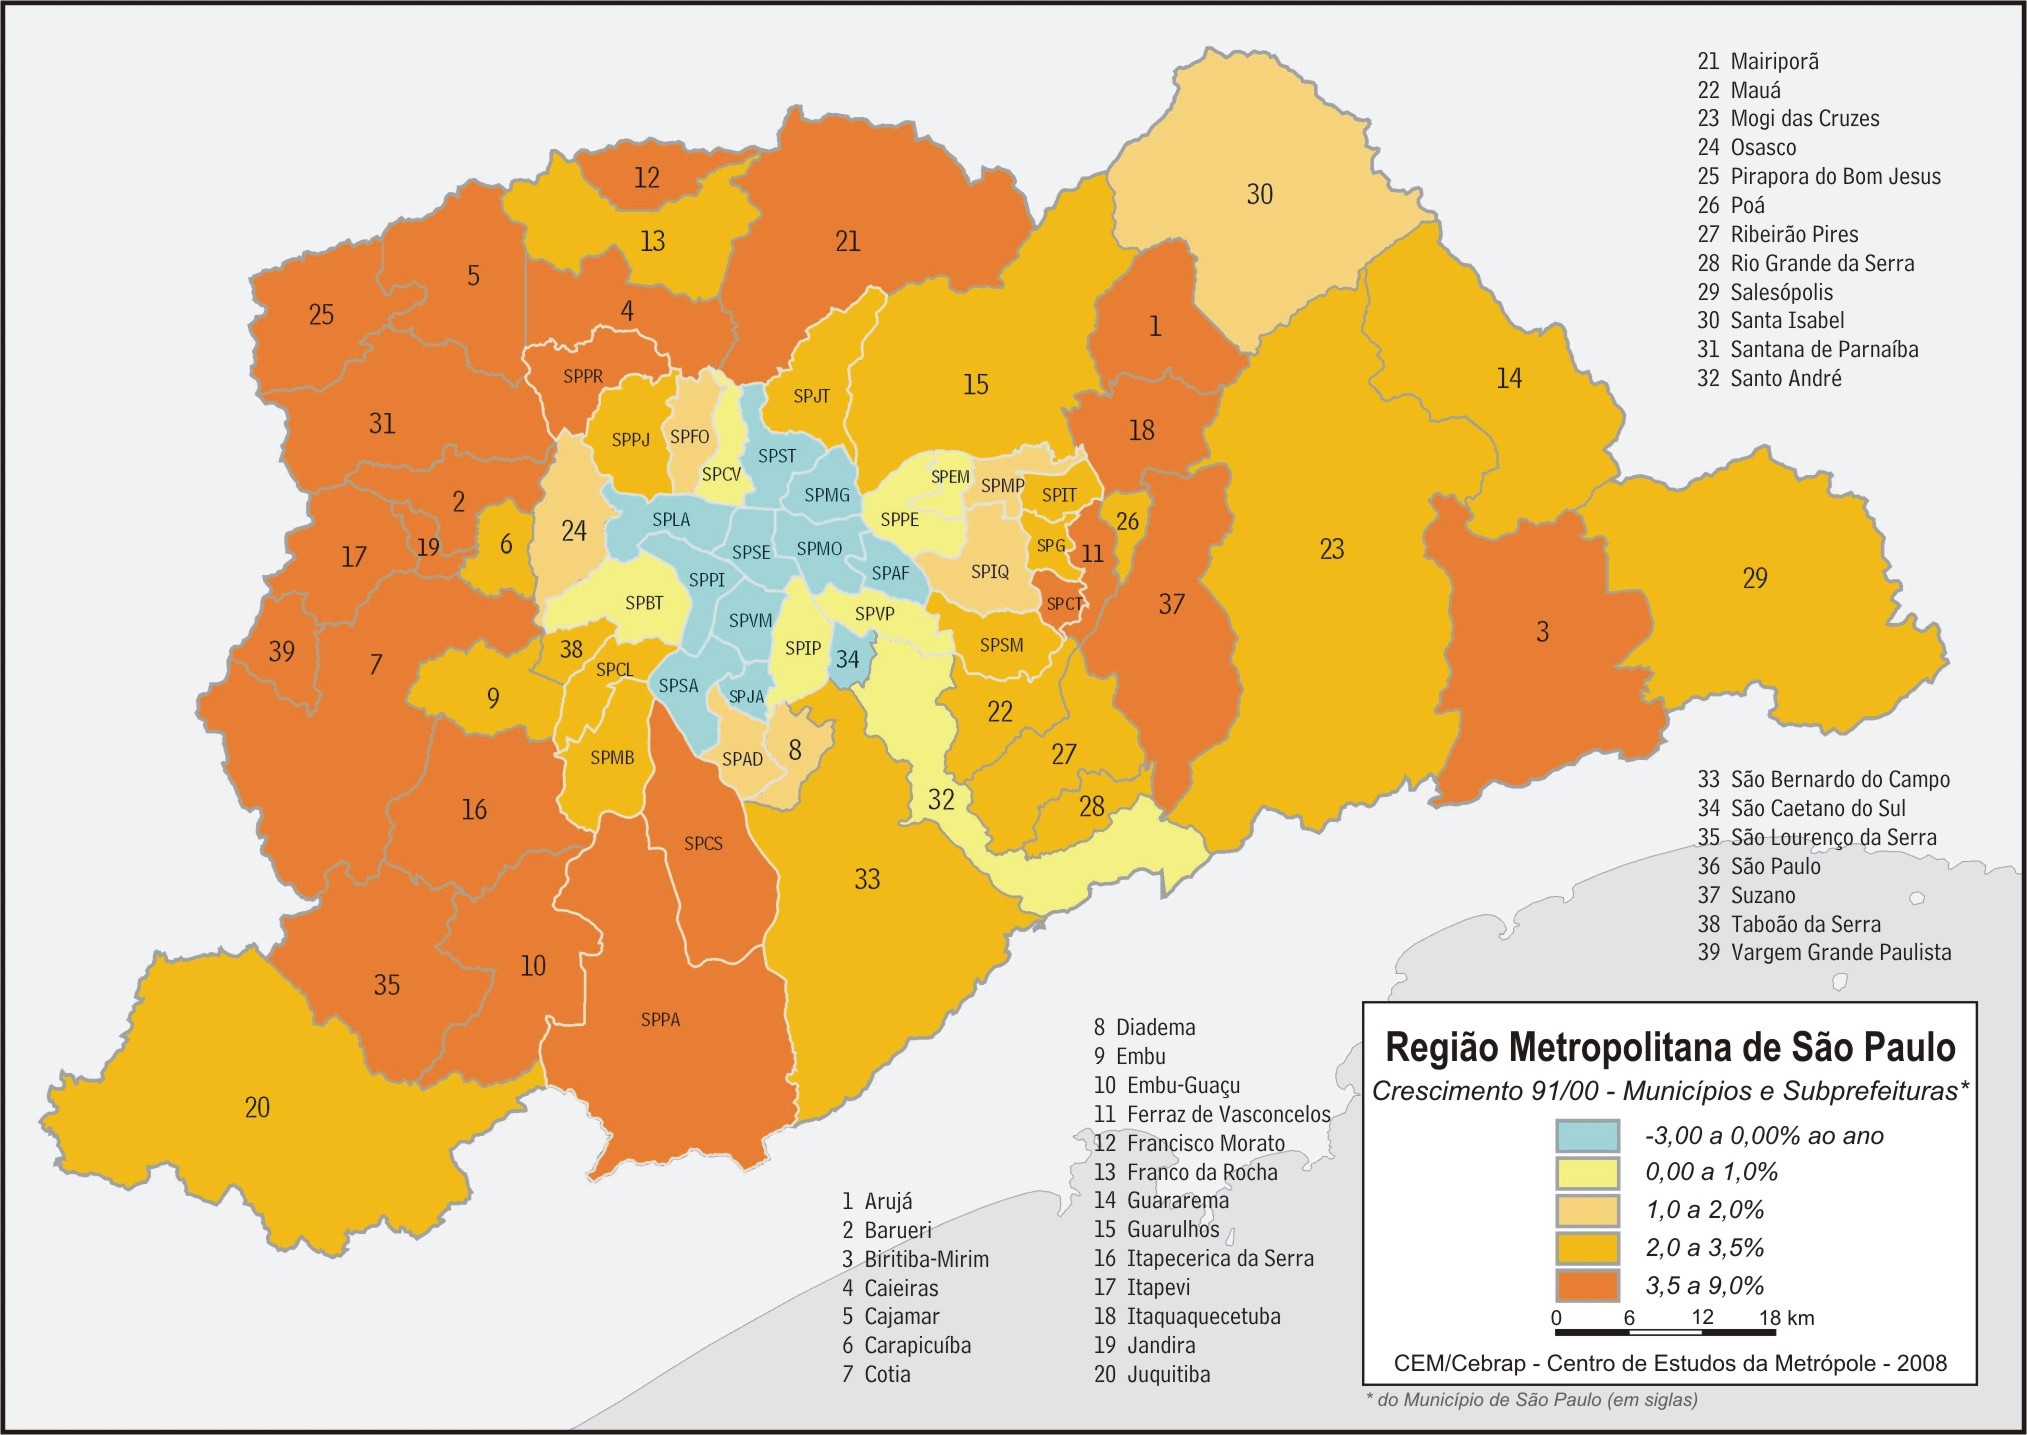 21 Mairiporã
22 Mauá
23 Mogi das Cruzes
24 Osasco
25 Pirapora do Bom Jesus
26 Poá
27 Ribeirão Pires
28 Rio Grande da Serra
29 Salesópolis
30 Santa Isabel
31 Santana de Parnaíba
32 Santo André
12
30
13
21
5
25
4
1
SPPR
15
14
SPJT
31
18
SPPJ
SPFO
SPST
SPCV
SPEM
SPMP
SPMG
SPIT
2
SPLA
SPPE
26
24
6
19
SPSE
SPMO
SPG
23
17
11
SPPI
SPAF
SPIQ
29
SPBT
SPCT
37
SPVM
SPVP
3
39
38
SPIP
34
SPSM
7
SPCL
SPSA
SPJA
9
22
8
27
SPMB
SPAD
32
28
16
SPCS
33
10
35
SPPA
20
33 São Bernardo do Campo
34 São Caetano do Sul
35 São Lourenço da Serra
36 São Paulo
37 Suzano
38 Taboão da Serra
39 Vargem Grande Paulista
1 Arujá
2 Barueri
3 Biritiba-Mirim
4 Caieiras
5 Cajamar
6 Carapicuíba
7 Cotia
8 Diadema
9 Embu
10 Embu-Guaçu
11 Ferraz de Vasconcelos
12 Francisco Morato
13 Franco da Rocha
14 Guararema
15 Guarulhos
16 Itapecerica da Serra
17 Itapevi
18 Itaquaquecetuba
19 Jandira
20 Juquitiba
Região Metropolitana de São Paulo
Crescimento 91/00 - Municípios e Subprefeituras*
-3,00 a 0,00% ao ano
0,00 a 1,0%
1,0 a 2,0%
2,0 a 3,5%
3,5 a 9,0%
0 6 12 18 km
CEM/Cebrap - Centro de Estudos da Metrópole - 2008
* do Município de São Paulo (em siglas)